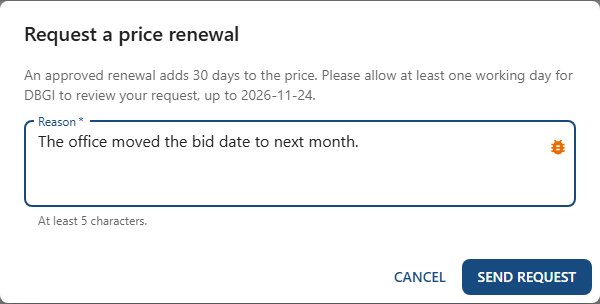 Request a price renewal
An approved renewal adds 30 days to the price. Please allow at least one working day for
DBGI to review your request, up to 2026-11-24.
Reason *
The office moved the bid date to next month.
At least 5 characters.
CANCEL
SEND REQUEST